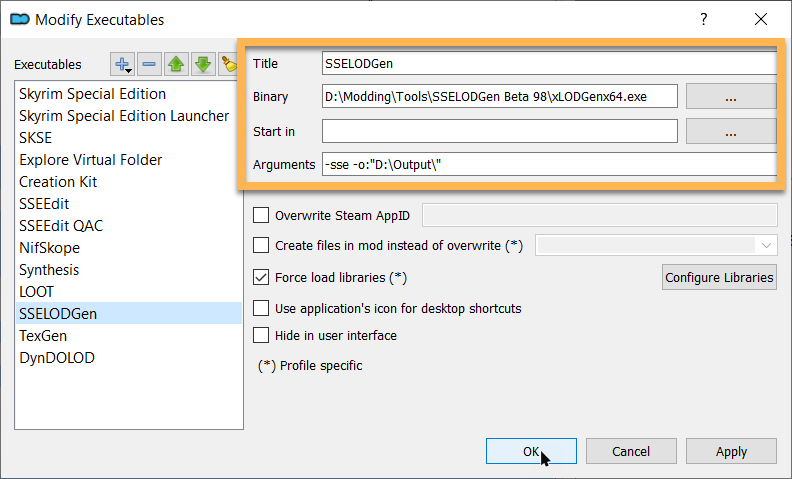 Modify Executables
Executables
Skyrim Special Edition
Skyrim Special Edition Launcher
SKSE
Explore Virtual Folder
Creation Kit
SSEEdit
SSEEdit QAC
NifSkope
Synthesis
LOOT
SSELODGen
TexGen
DynDOLOD
Title SSELODGen
Binary D:\Modding\Tools\SSELODGen Beta 98\xLODGenx64.exe ...
Start in ...
Arguments -sse -o:"D:\Output\"
Overwrite Steam AppID
Create files in mod instead of overwrite (*)
Force load libraries (*) Configure Libraries
Use application's icon for desktop shortcuts
Hide in user interface
(*) Profile specific
OK Cancel Apply